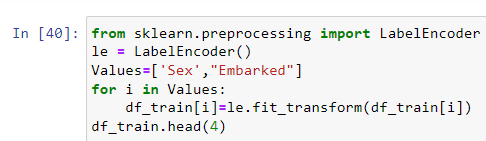 In [40]: from sklearn.preprocessing import LabelEncoder
le = LabelEncoder()
Values=['Sex',"Embarked"]
for i in Values:
    df_train[i]=le.fit_transform(df_train[i])
df_train.head(4)